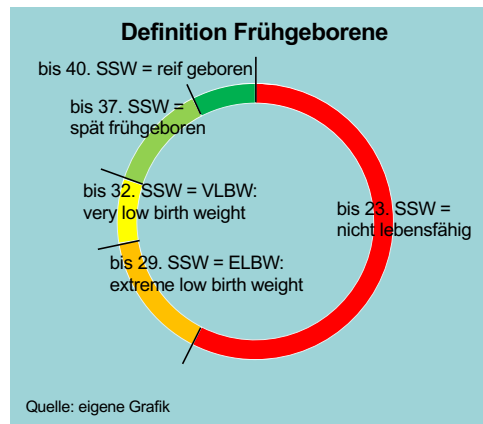 Definition Frühgeborene
bis 40. SSW = reif geboren
bis 37. SSW =
spät frühgeboren
bis 32. SSW = VLBW:
very low birth weight
bis 23. SSW =
nicht lebensfähig
bis 29. SSW = ELBW:
extreme low birth weight
Quelle: eigene Grafik